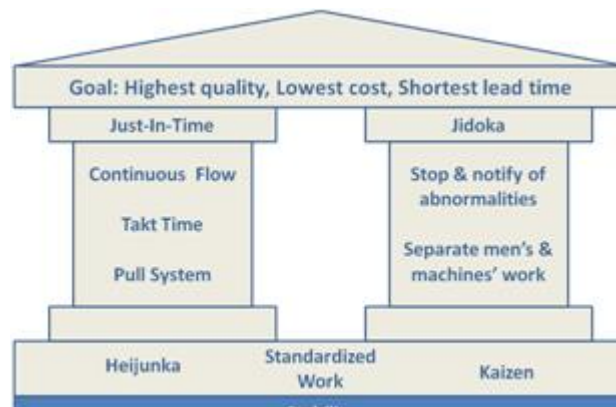 Goal: Highest quality, Lowest cost, Shortest lead time
Just-In-Time
Jidoka
Continuous Flow
Takt Time
Pull System
Stop & notify of
abnormalities
Separate men's &
machines' work
Heijunka
Standardized
Work
Kaizen